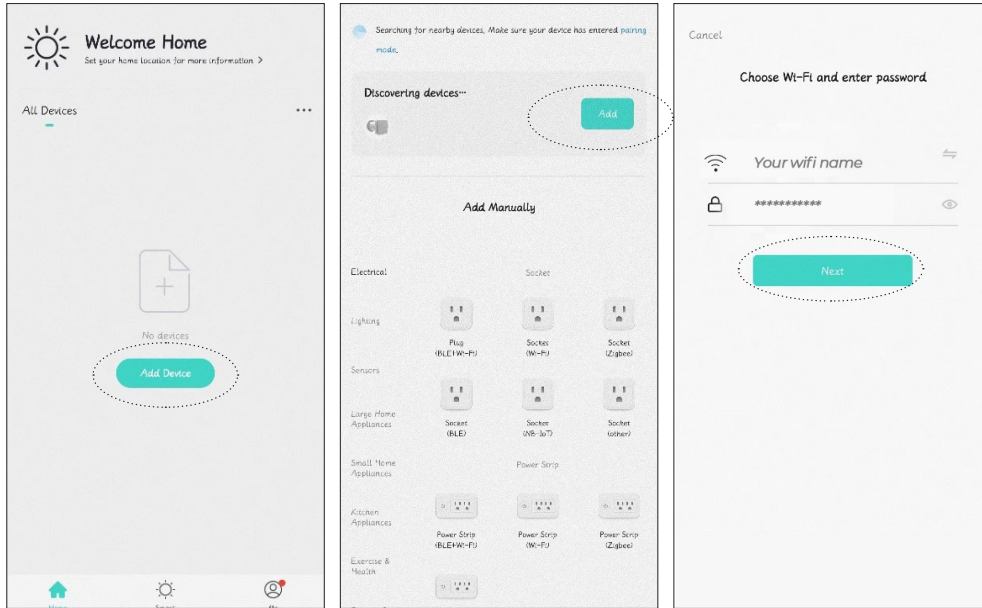 Welcome Home
Set your home location for more information >
All Devices
No devices
Add Device
Home
Smart
Me
Searching for nearby devices, Make sure your device has entered pairing
mode.
Discovering devices…
Add
Add Manually
Electrical
Socket
Lighting
Plug
(BLE+Wi-Fi)
Socket
(Wi-Fi)
Socket
(Zigbee)
Sensors
Large Home
Appliances
Socket
(BLE)
Socket
(NB-IoT)
Socket
(other)
Small Home
Appliances
Power Strip
Kitchen
Appliances
Power Strip
(BLE+Wi-Fi)
Power Strip
(Wi-Fi)
Power Strip
(Zigbee)
Exercise &
Health
Cancel
Choose Wi-Fi and enter password
Your wifi name
***********
Next